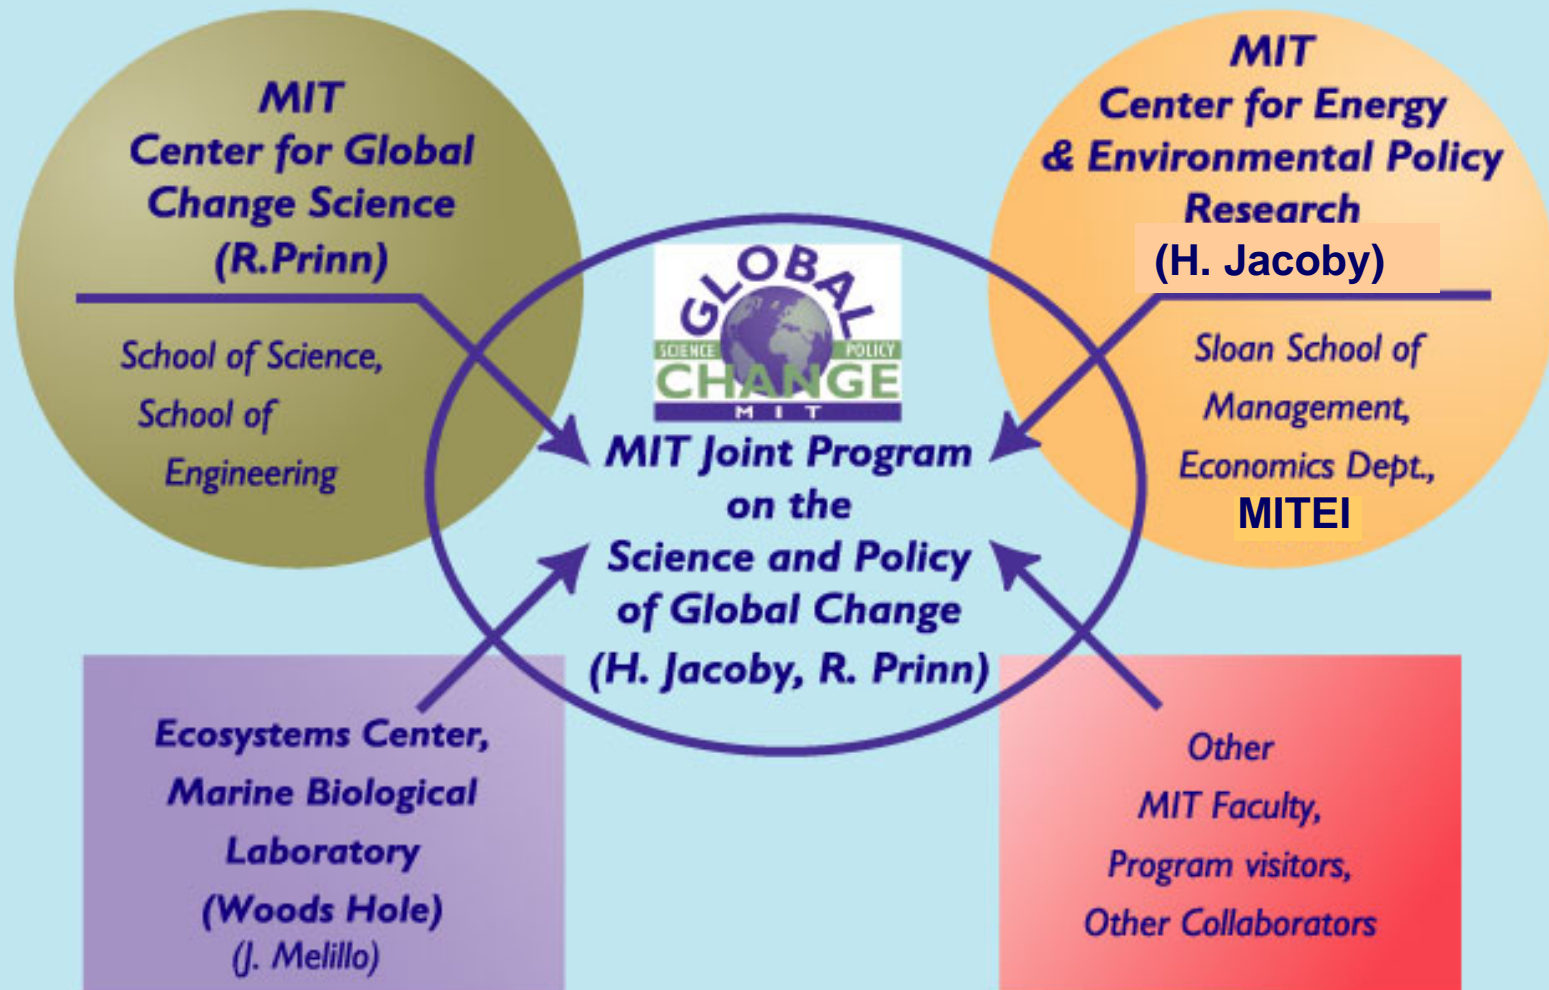 MIT
Center for Global
Change Science
(R.Prinn)
School of Science,
School of
Engineering
MIT
Center for Energy
& Environmental Policy
Research
(H. Jacoby)
Sloan School of
Management,
Economics Dept.,
MITEI
GLOBAL
SCIENCE POLICY
CHANGE
MIT
MIT Joint Program
on the
Science and Policy
of Global Change
(H. Jacoby, R. Prinn)
Ecosystems Center,
Marine Biological
Laboratory
(Woods Hole)
(J. Melillo)
Other
MIT Faculty,
Program visitors,
Other Collaborators